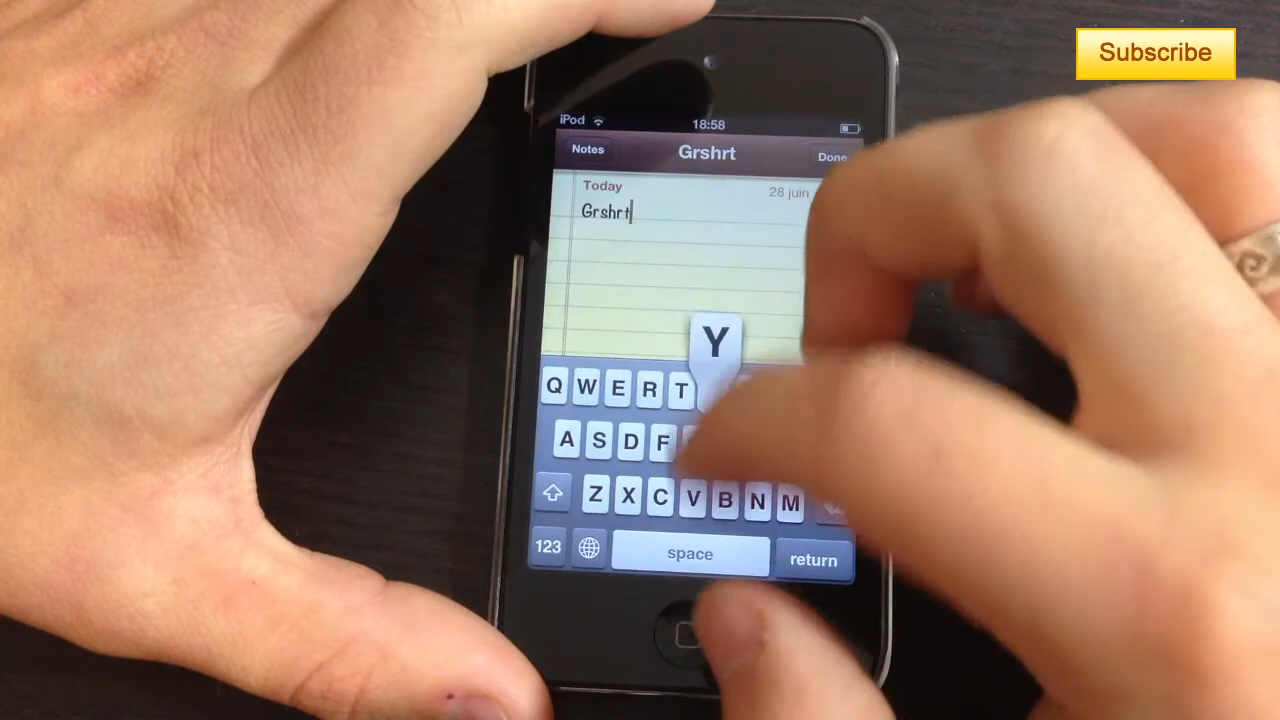 Subscribe
iPod 18:58
Notes Grshrt Done
Today 28 juin
Grshrt
Y
Q W E R T
A S D F
Z X C V B N M
123 space return